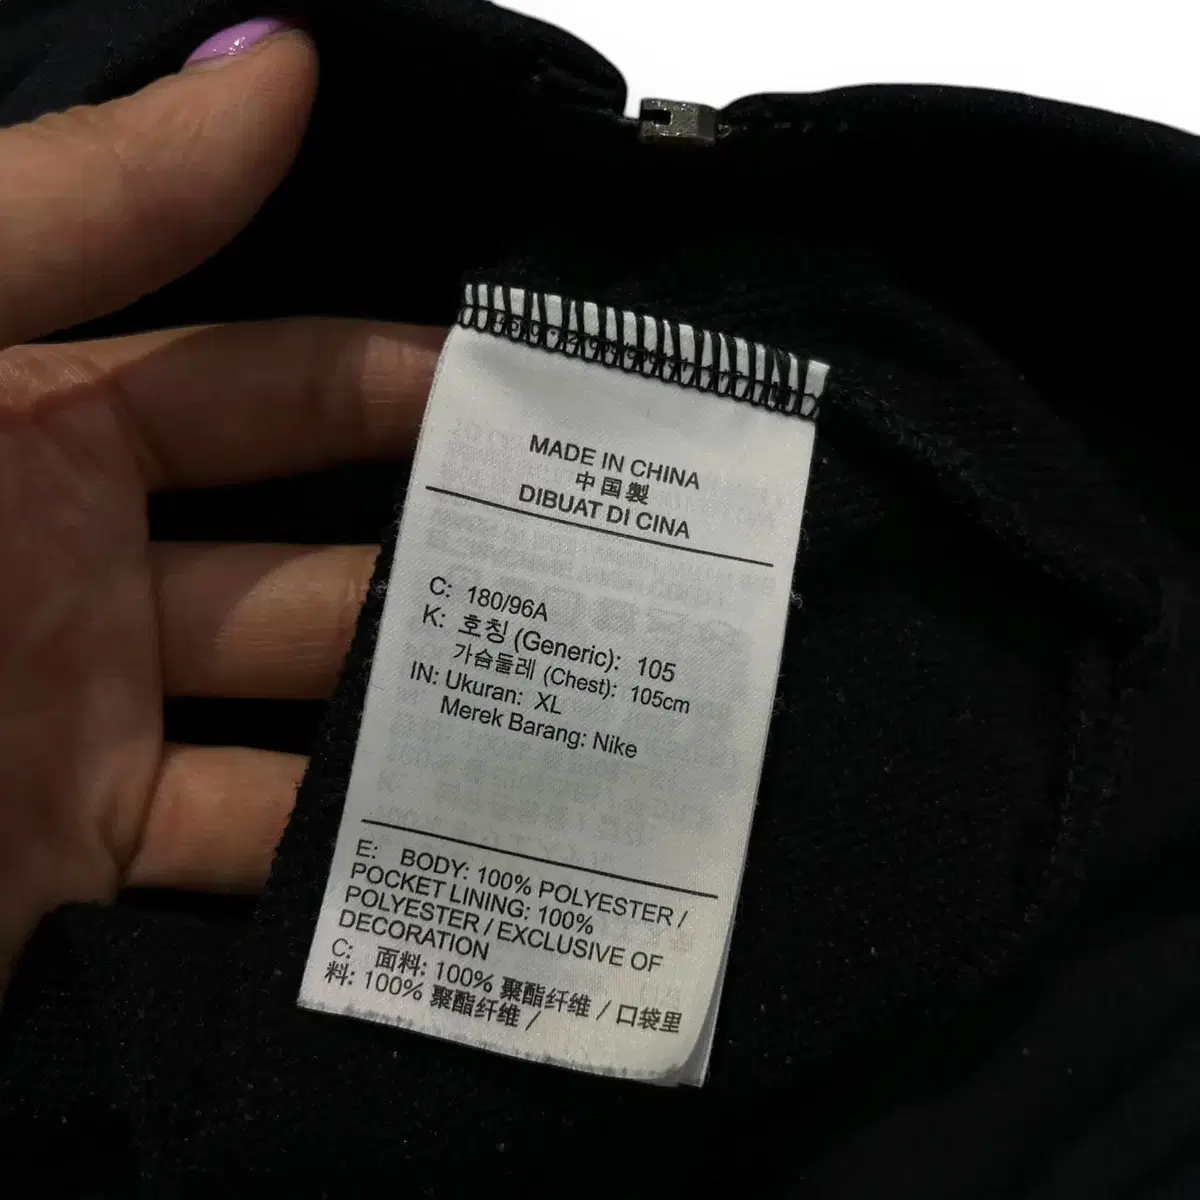 MADE IN CHINA
中国製
DIBUAT DI CINA
C: 180/96A
K: 호칭 (Generic): 105
가슴둘레 (Chest): 105cm
IN: Ukuran: XL
Merek Barang: Nike
E: BODY: 100% POLYESTER /
POCKET LINING: 100%
POLYESTER / EXCLUSIVE OF
DECORATION
C: 面料: 100% 聚酯纤维 / 口袋里
料: 100% 聚酯纤维 /